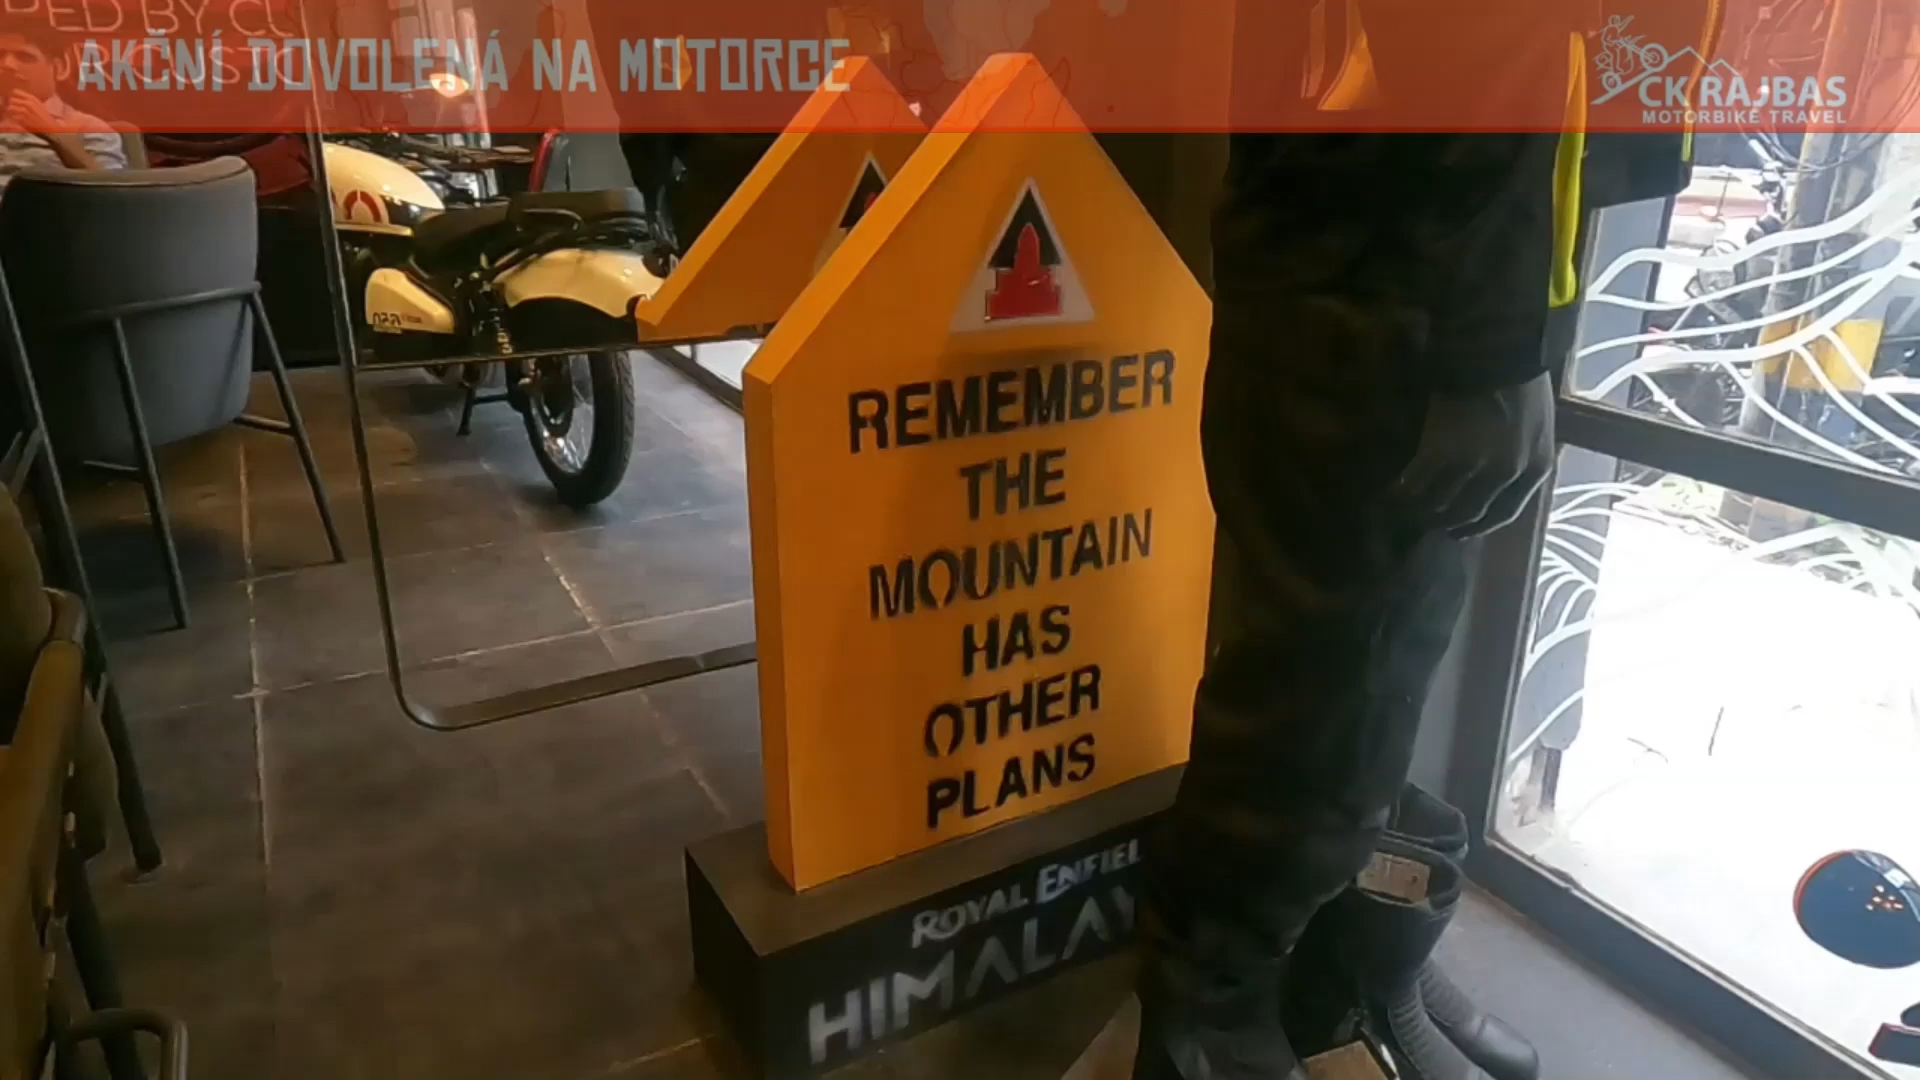 AKČNÍ DOVOLENÁ NA MOTORCE
CK RAJBAS
MOTORBIKE TRAVEL
REMEMBER
THE
MOUNTAIN
HAS
OTHER
PLANS
ROYAL ENFIEL
HIMALAY